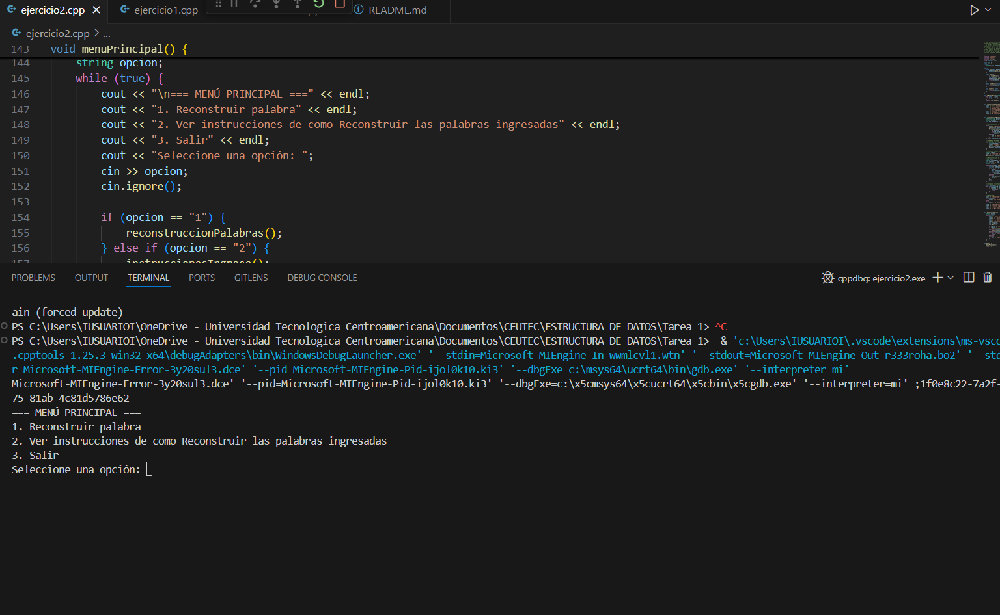 ejercicio2.cpp
ejercicio1.cpp
README.md
ejercicio2.cpp > ...
143 void menuPrincipal() {
144 string opcion;
145 while (true) {
146 cout << "\n=== MENÚ PRINCIPAL ===" << endl;
147 cout << "1. Reconstruir palabra" << endl;
148 cout << "2. Ver instrucciones de como Reconstruir las palabras ingresadas" << endl;
149 cout << "3. Salir" << endl;
150 cout << "Seleccione una opción: ";
151 cin >> opcion;
152 cin.ignore();
153
154 if (opcion == "1") {
155 reconstruccionPalabras();
156 } else if (opcion == "2") {
157 instruccionesIngreso();
PROBLEMS OUTPUT TERMINAL PORTS GITLENS DEBUG CONSOLE
cppdbg: ejercicio2.exe
ain (forced update)
PS C:\Users\IUSUARIOI\OneDrive - Universidad Tecnologica Centroamericana\Documentos\CEUTEC\ESTRUCTURA DE DATOS\Tarea 1> ^C
PS C:\Users\IUSUARIOI\OneDrive - Universidad Tecnologica Centroamericana\Documentos\CEUTEC\ESTRUCTURA DE DATOS\Tarea 1>  & 'c:\Users\IUSUARIOI\.vscode\extensions\ms-vsco
.cpptools-1.25.3-win32-x64\debugAdapters\bin\WindowsDebugLauncher.exe' '--stdin=Microsoft-MIEngine-In-wwmlcvl1.wtn' '--stdout=Microsoft-MIEngine-Out-r333roha.bo2' '--std
r=Microsoft-MIEngine-Error-3y20sul3.dce' '--pid=Microsoft-MIEngine-Pid-ijol0k10.ki3' '--dbgExe=c:\msys64\ucrt64\bin\gdb.exe' '--interpreter=mi'
Microsoft-MIEngine-Error-3y20sul3.dce' '--pid=Microsoft-MIEngine-Pid-ijol0k10.ki3' '--dbgExe=c:\x5cmsys64\x5cucrt64\x5cbin\x5cgdb.exe' '--interpreter=mi' ;1f0e8c22-7a2f-
75-81ab-4c81d5786e62
=== MENÚ PRINCIPAL ===
1. Reconstruir palabra
2. Ver instrucciones de como Reconstruir las palabras ingresadas
3. Salir
Seleccione una opción: